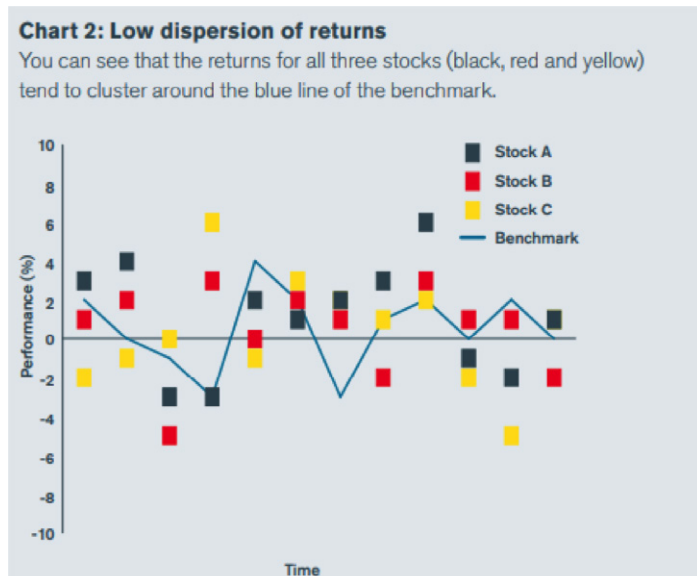 Chart 2: Low dispersion of returns
You can see that the returns for all three stocks (black, red and yellow)
tend to cluster around the blue line of the benchmark.
10
8
6
4
2
0
-2
-4
-6
-8
-10
Performance (%)
Stock A
Stock B
Stock C
Benchmark
Time